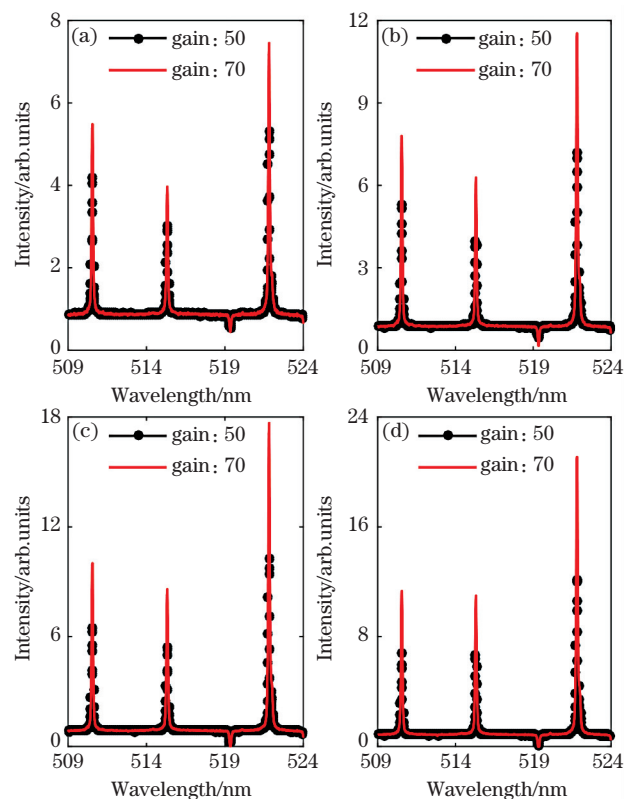 (a)
gain: 50
gain: 70
8
6
4
2
0
Intensity/arb.units
509
514
519
524
Wavelength/nm
(b)
gain: 50
gain: 70
12
9
6
3
0
Intensity/arb.units
509
514
519
524
Wavelength/nm
(c)
gain: 50
gain: 70
18
12
6
0
Intensity/arb.units
509
514
519
524
Wavelength/nm
(d)
gain: 50
gain: 70
24
16
8
0
Intensity/arb.units
509
514
519
524
Wavelength/nm